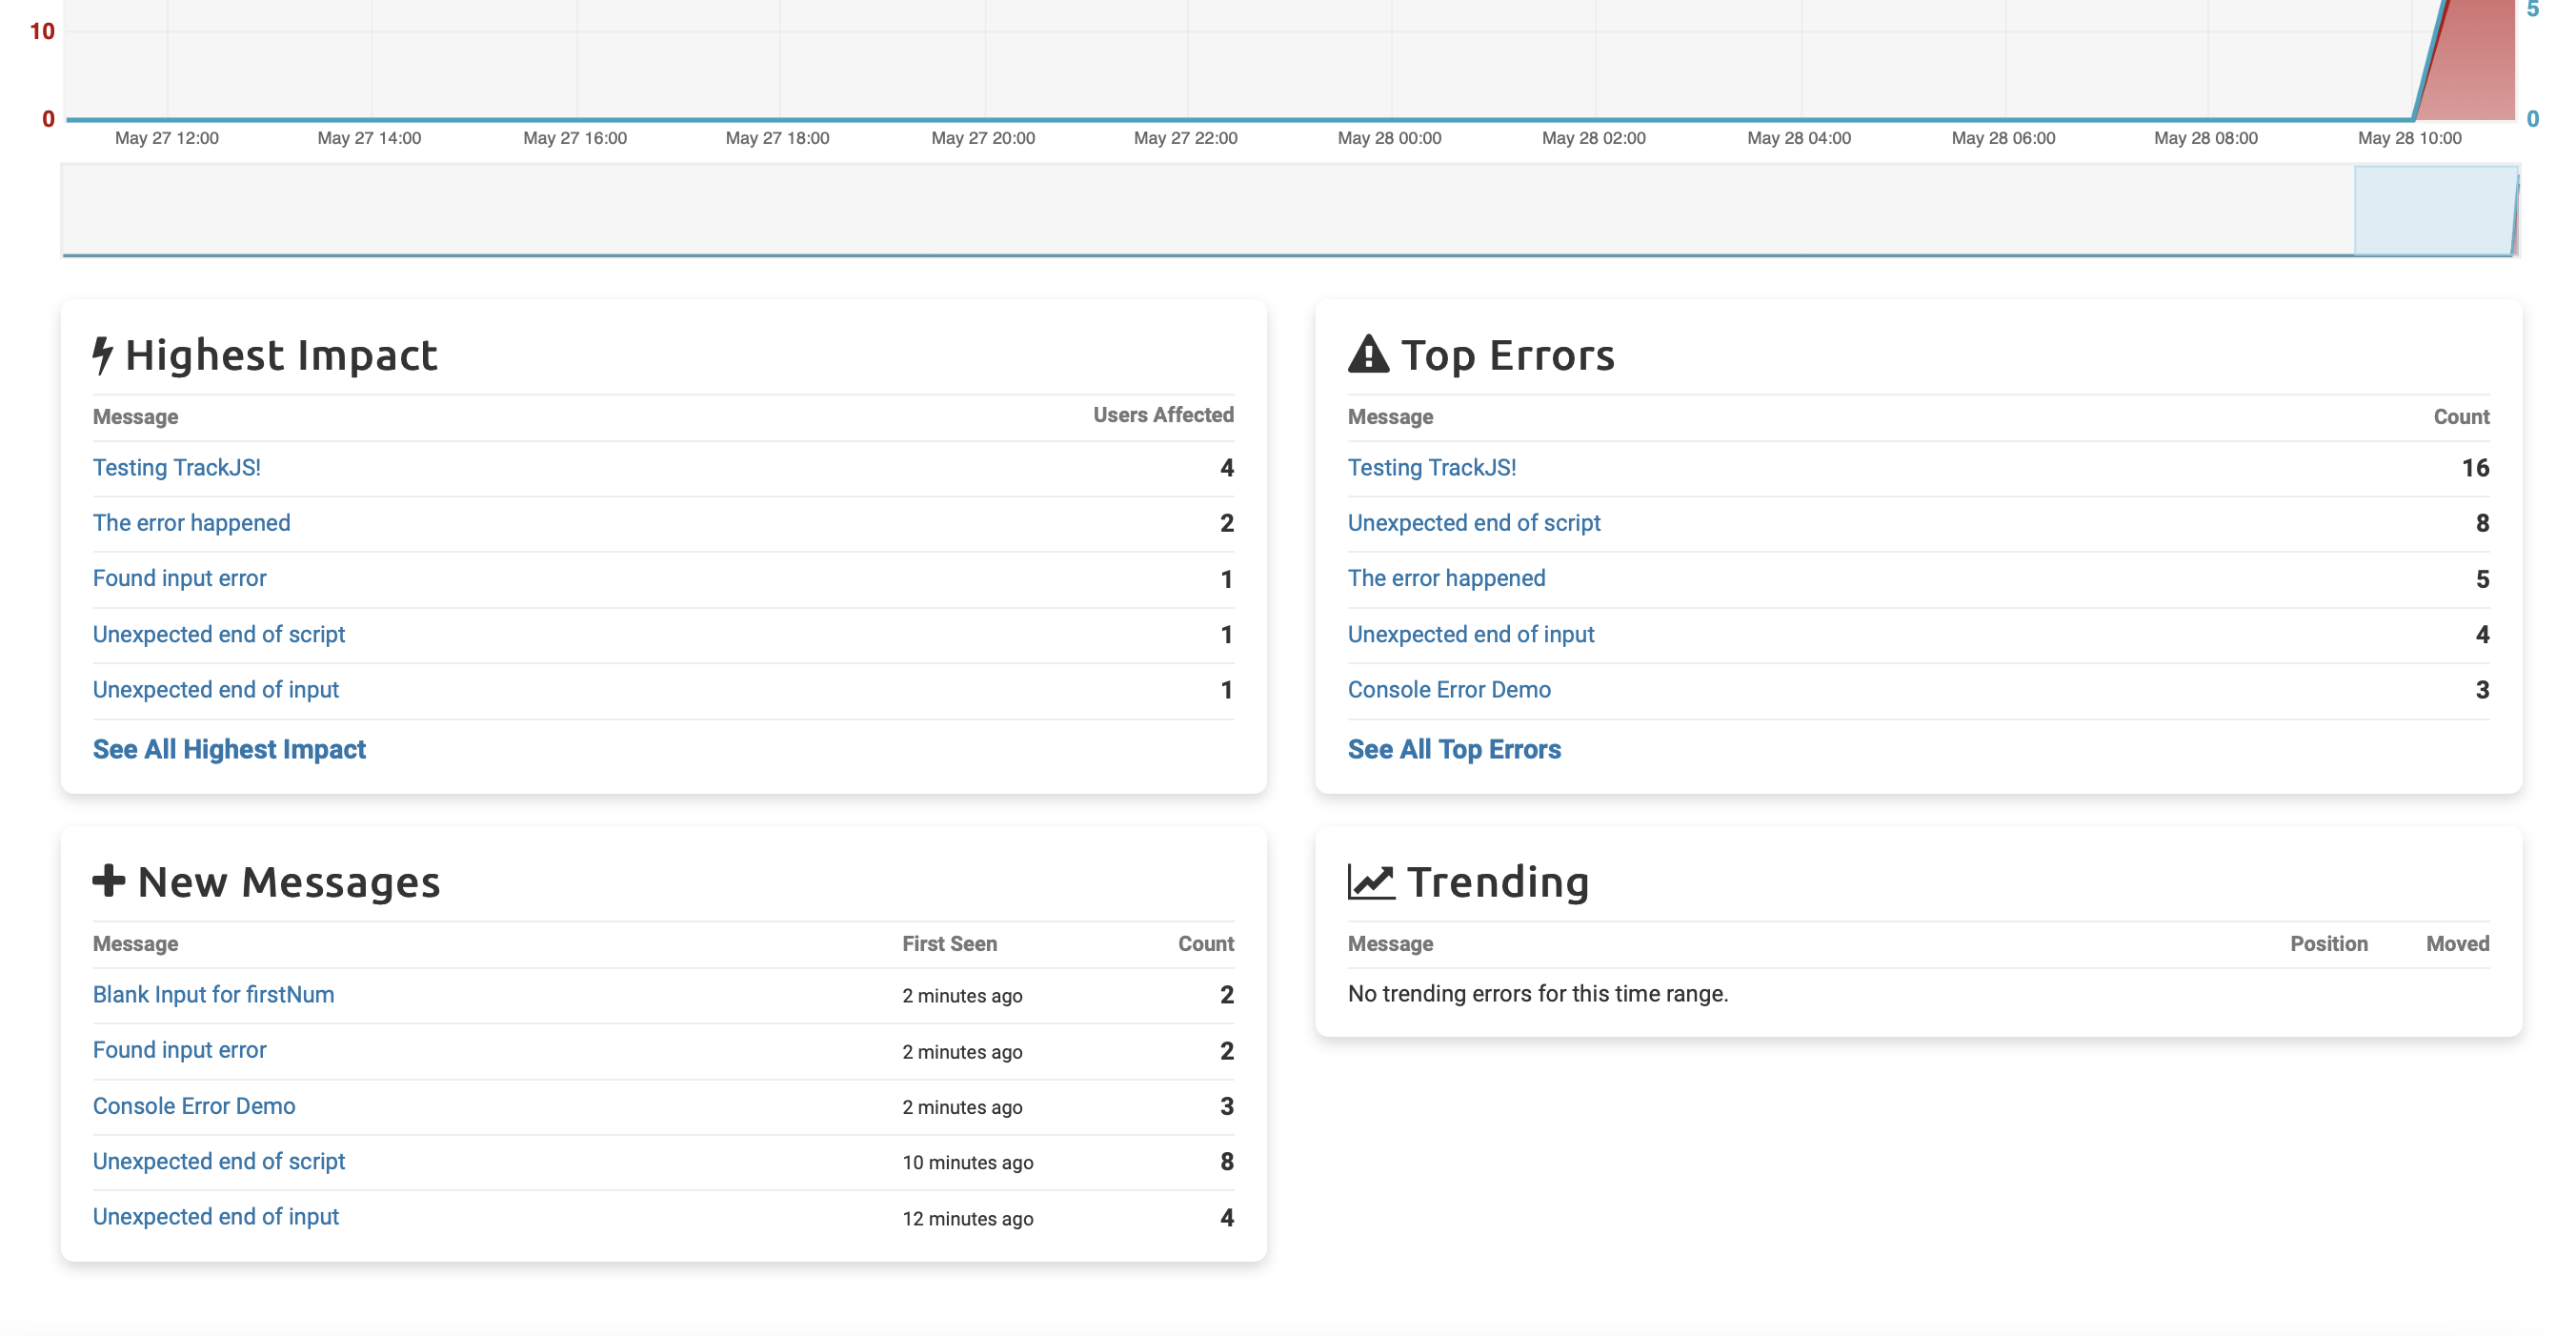 10
5
0
0
May 27 12:00 May 27 14:00 May 27 16:00 May 27 18:00 May 27 20:00 May 27 22:00 May 28 00:00 May 28 02:00 May 28 04:00 May 28 06:00 May 28 08:00 May 28 10:00
Highest Impact
Message Users Affected
Testing TrackJS! 4
The error happened 2
Found input error 1
Unexpected end of script 1
Unexpected end of input 1
See All Highest Impact
Top Errors
Message Count
Testing TrackJS! 16
Unexpected end of script 8
The error happened 5
Unexpected end of input 4
Console Error Demo 3
See All Top Errors
New Messages
Message First Seen Count
Blank Input for firstNum 2 minutes ago 2
Found input error 2 minutes ago 2
Console Error Demo 2 minutes ago 3
Unexpected end of script 10 minutes ago 8
Unexpected end of input 12 minutes ago 4
Trending
Message Position Moved
No trending errors for this time range.